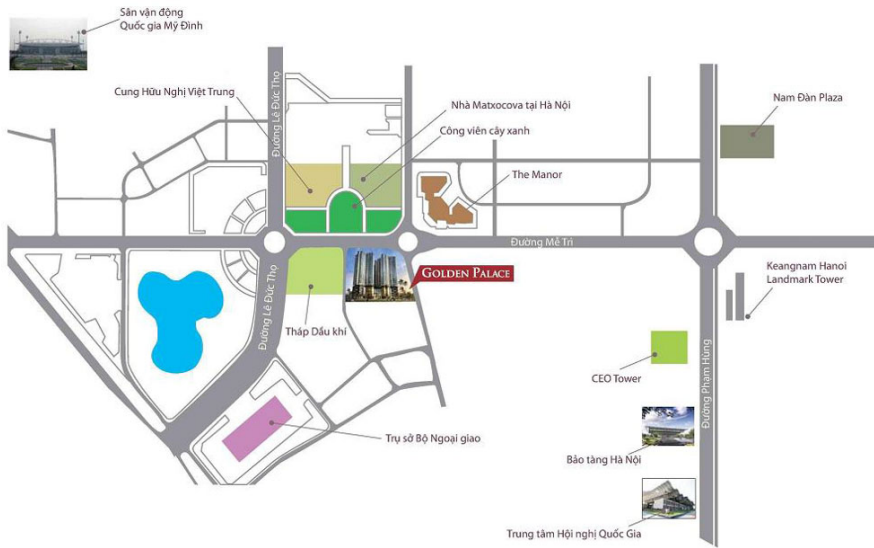 Sân vận động
Quốc gia Mỹ Đình
Đường Lê Đức Thọ
Cung Hữu Nghị Việt Trung
Nhà Matxocova tại Hà Nội
Công viên cây xanh
Nam Đàn Plaza
The Manor
Đường Mễ Trì
GOLDEN PALACE
Keangnam Hanoi
Landmark Tower
Đường Lê Đức Thọ
Tháp Dầu khí
CEO Tower
Đường Phạm Hùng
Trụ sở Bộ Ngoại giao
Bảo tàng Hà Nội
Trung tâm Hội nghị Quốc Gia